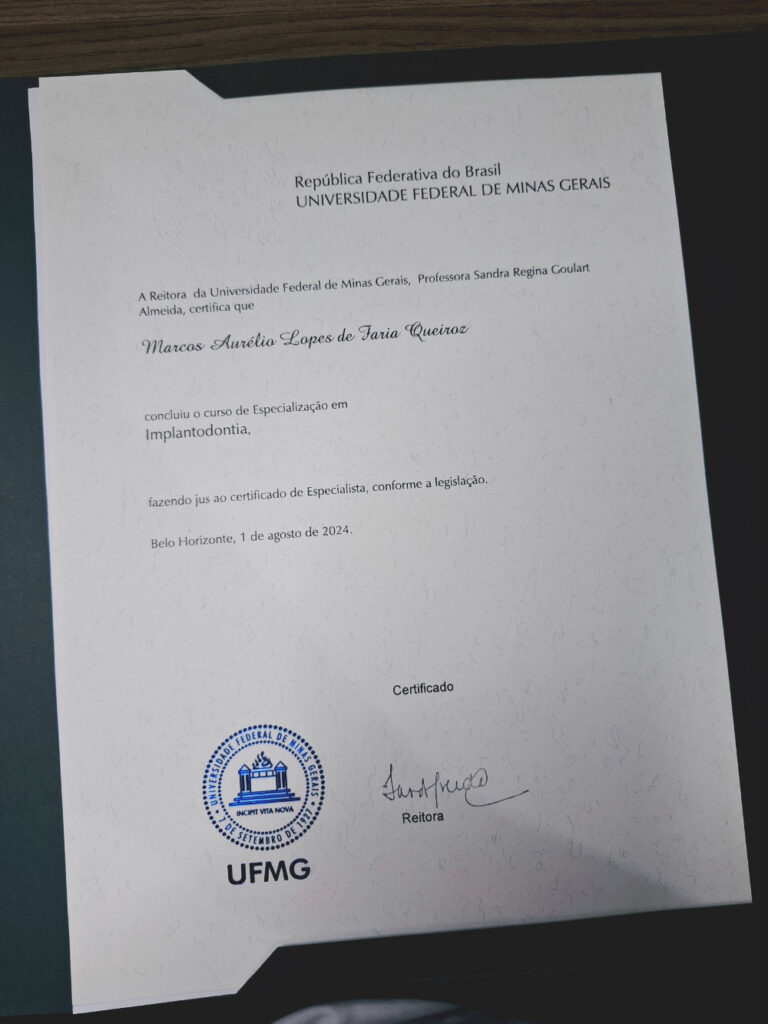 República Federativa do Brasil
UNIVERSIDADE FEDERAL DE MINAS GERAIS
A Reitora da Universidade Federal de Minas Gerais, Professora Sandra Regina Goulart
Almeida, certifica que
Marcos Aurélio Lopes de Faria Queiroz
concluiu o curso de Especialização em
Implantodontia,
fazendo jus ao certificado de Especialista, conforme a legislação.
Belo Horizonte, 1 de agosto de 2024.
Certificado
UNIVERSIDADE FEDERAL DE MINAS GERAIS
INCIPIT VITA NOVA
7 DE SETEMBRO DE 1927
Reitora
UFMG